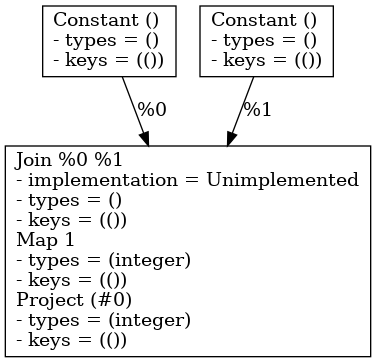 Constant ()
- types = ()
- keys = (())
Constant ()
- types = ()
- keys = (())
%0
%1
Join %0 %1
- implementation = Unimplemented
- types = ()
- keys = (())
Map 1
- types = (integer)
- keys = (())
Project (#0)
- types = (integer)
- keys = (())